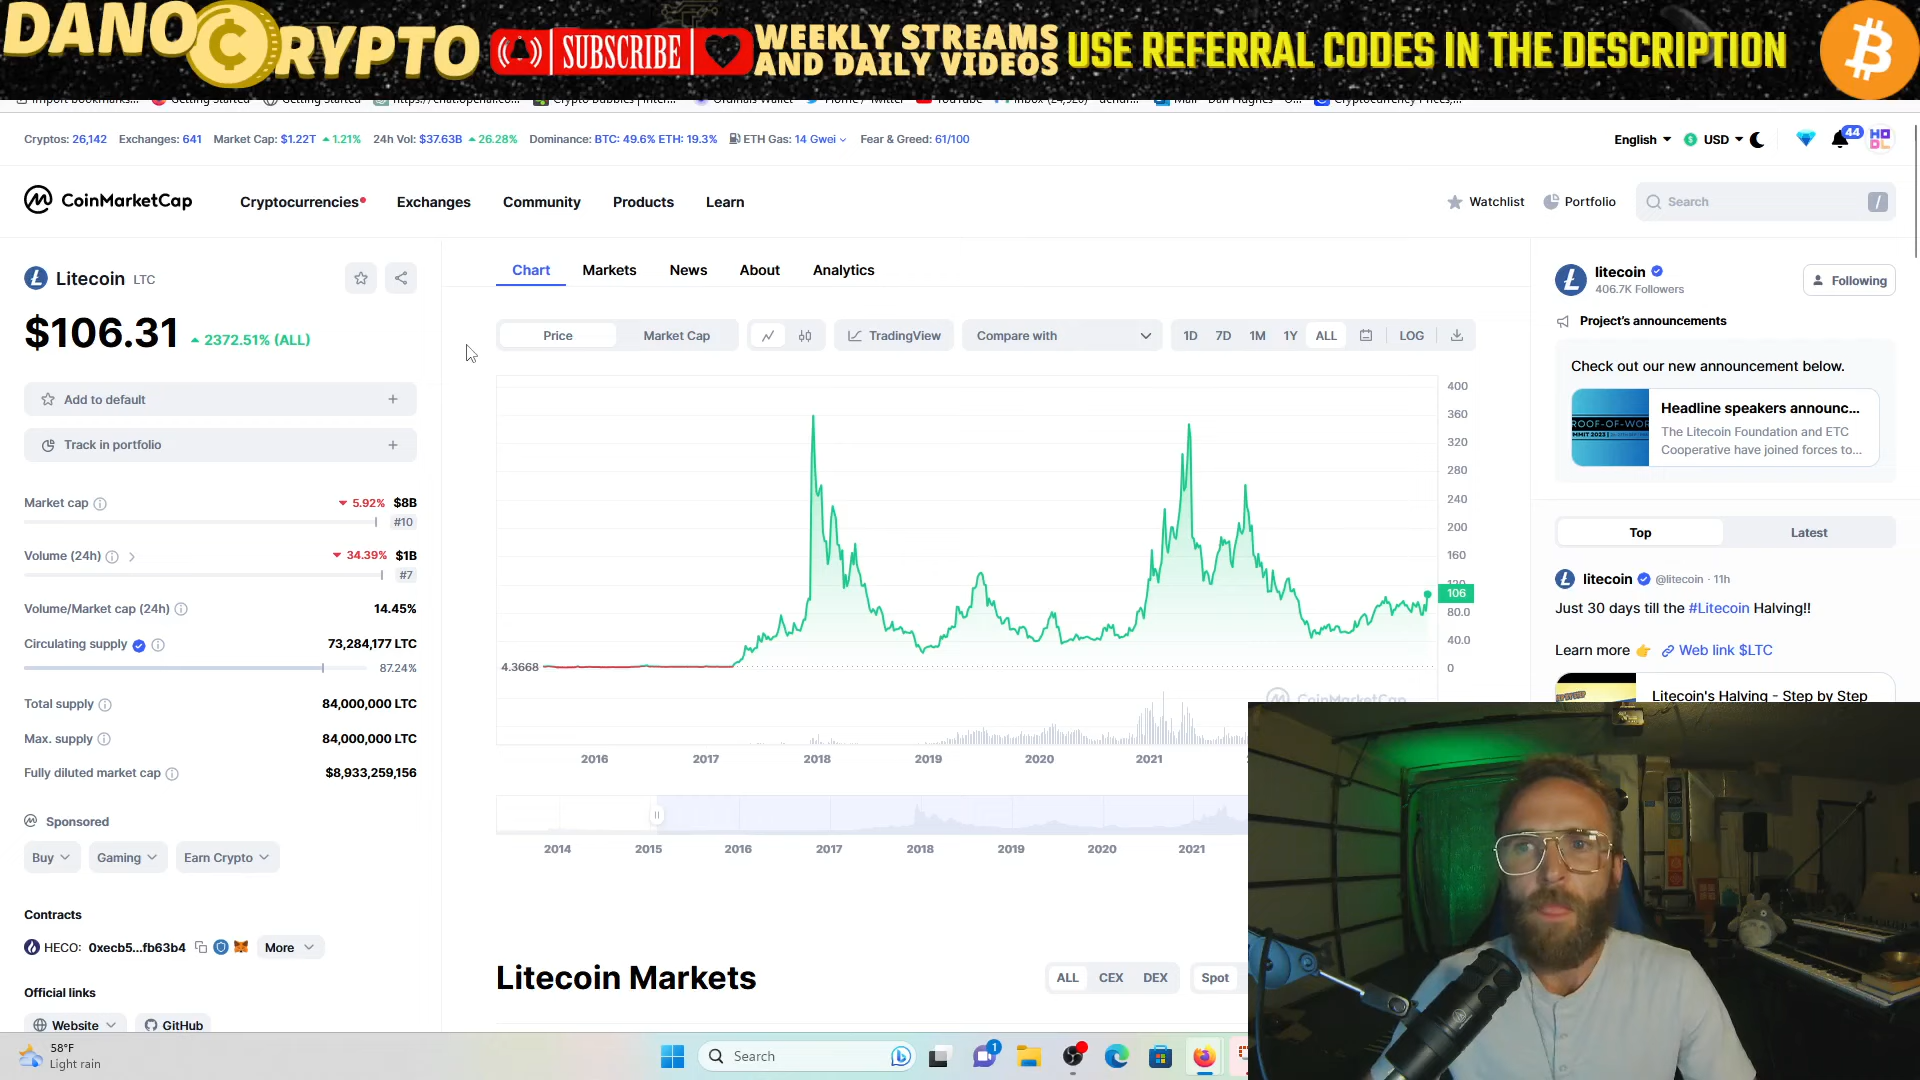 DANO CRYPTO SUBSCRIBE WEEKLY STREAMS AND DAILY VIDEOS USE REFERRAL CODES IN THE DESCRIPTION
Cryptos: 26,142 Exchanges: 641 Market Cap: $1.22T 1.21% 24h Vol: $37.63B 26.28% Dominance: BTC: 49.6% ETH: 19.3% ETH Gas: 14 Gwei Fear & Greed: 61/100
English USD 44 HODL
CoinMarketCap Cryptocurrencies Exchanges Community Products Learn Watchlist Portfolio Search /
Litecoin LTC
$106.31 2372.51% (ALL)
Add to default
Track in portfolio
Market cap 5.92% $8B
#10
Volume (24h) 34.39% $1B
#7
Volume/Market cap (24h) 14.45%
Circulating supply 73,284,177 LTC
87.24%
Total supply 84,000,000 LTC
Max. supply 84,000,000 LTC
Fully diluted market cap $8,933,259,156
Sponsored
Buy Gaming Earn Crypto
Contracts
HECO: 0xecb5...fb63b4 More
Official links
Website GitHub
Chart Markets News About Analytics
Price Market Cap TradingView Compare with 1D 7D 1M 1Y ALL LOG
400
360
320
280
240
200
160
120
106
80.0
40.0
0
4.3668
CoinMarketCap
2016 2017 2018 2019 2020 2021
2014 2015 2016 2017 2018 2019 2020 2021
Litecoin Markets ALL CEX DEX Spot
litecoin Following
406.7K Followers
Project's announcements
Check out our new announcement below.
Headline speakers announc...
The Litecoin Foundation and ETC
Cooperative have joined forces to...
Top Latest
litecoin @litecoin · 11h
Just 30 days till the #Litecoin Halving!!
Learn more 👉 Web link $LTC
Litecoin's Halving - Step by Step
58°F
Light rain
Search 1